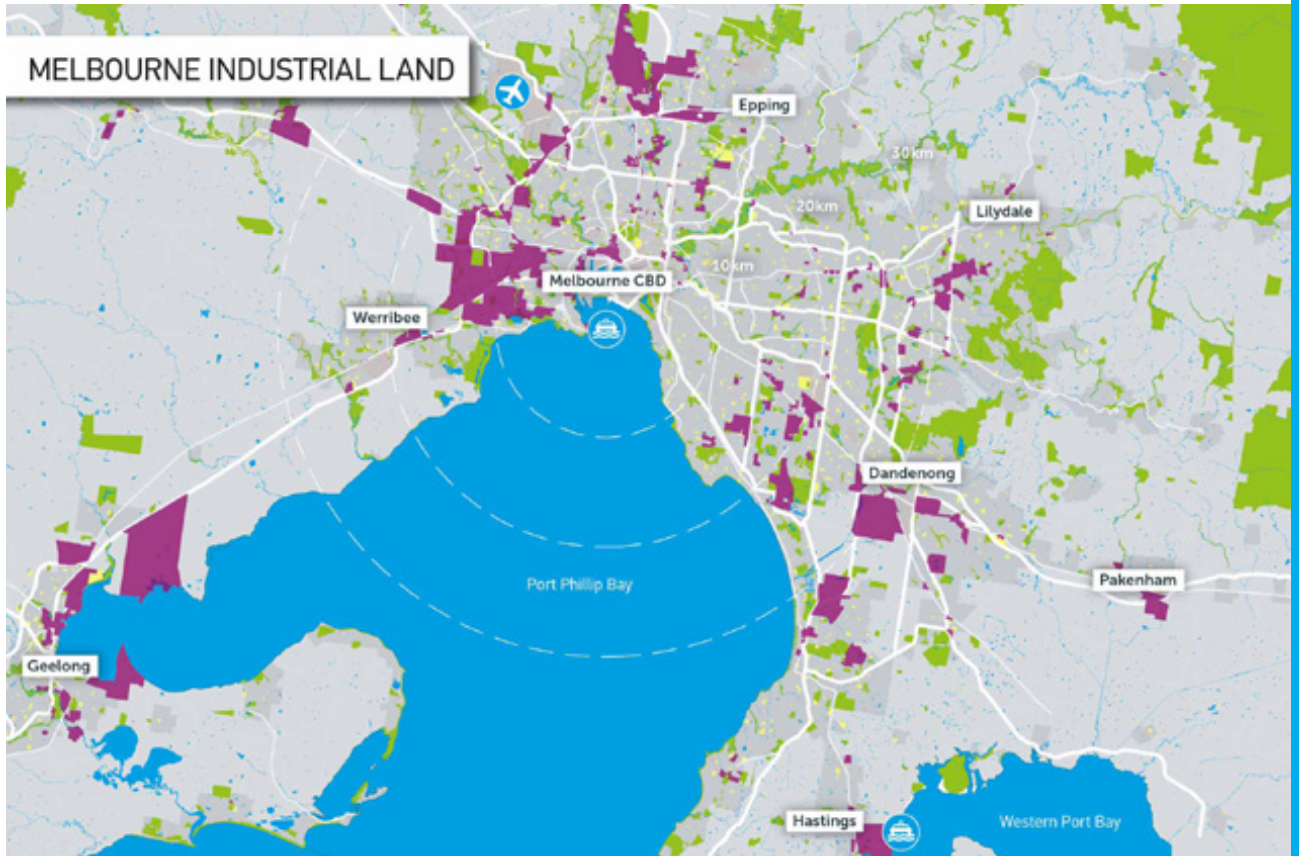 MELBOURNE INDUSTRIAL LAND
Epping
30km
20km
Lilydale
10km
Melbourne CBD
Werribee
Dandenong
Port Phillip Bay
Pakenham
Geelong
Hastings
Western Port Bay